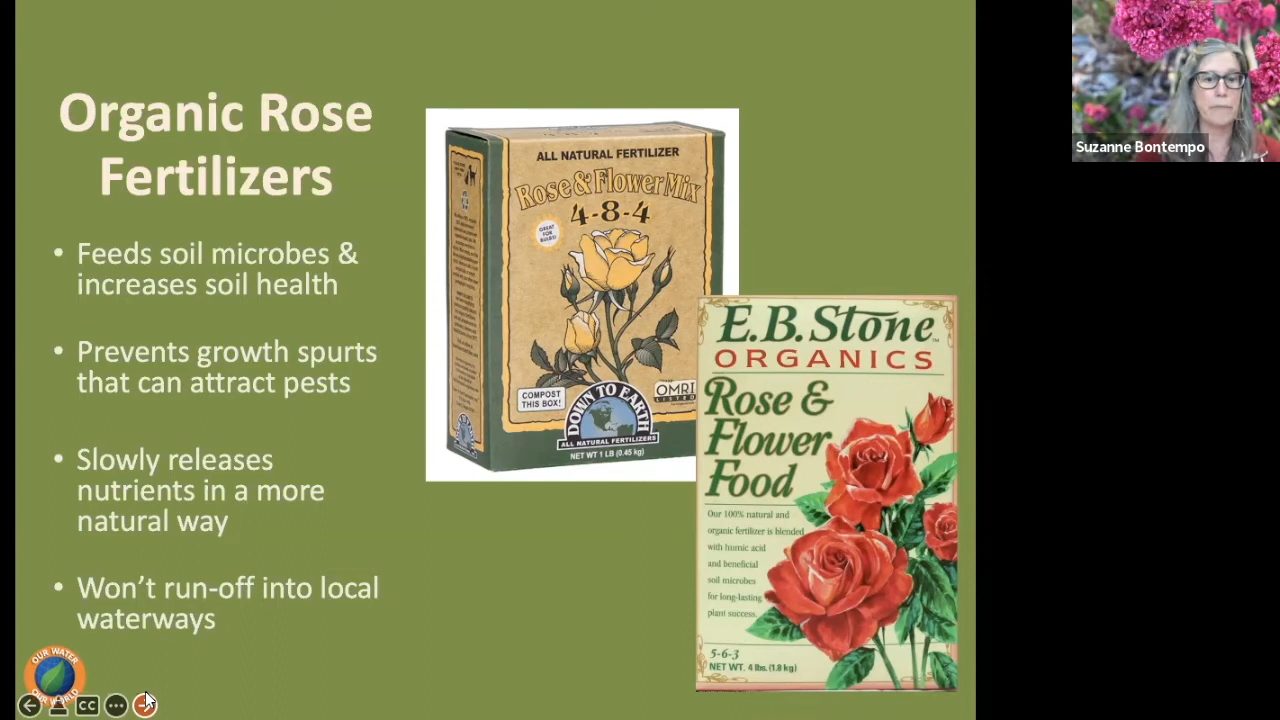 Organic Rose
Fertilizers
• Feeds soil microbes &
increases soil health
• Prevents growth spurts
that can attract pests
• Slowly releases
nutrients in a more
natural way
• Won't run-off into local
waterways
ALL NATURAL FERTILIZER
Rose & Flower Mix
4-8-4
GREAT
FOR
BULBS!
COMPOST
THIS BOX!
DOWN TO EARTH
ALL NATURAL FERTILIZERS
OMRI
LISTED
NET WT 1 LB (0.45 kg)
E.B. Stone™
ORGANICS
Rose &
Flower
Food
Our 100% natural and
organic fertilizer is blended
with humic acid
and beneficial
soil microbes
for long-lasting
plant success.
5-6-3
NET WT. 4 lbs. (1.8 kg)
OUR WATER
OUR WORLD
CC
Suzanne Bontempo